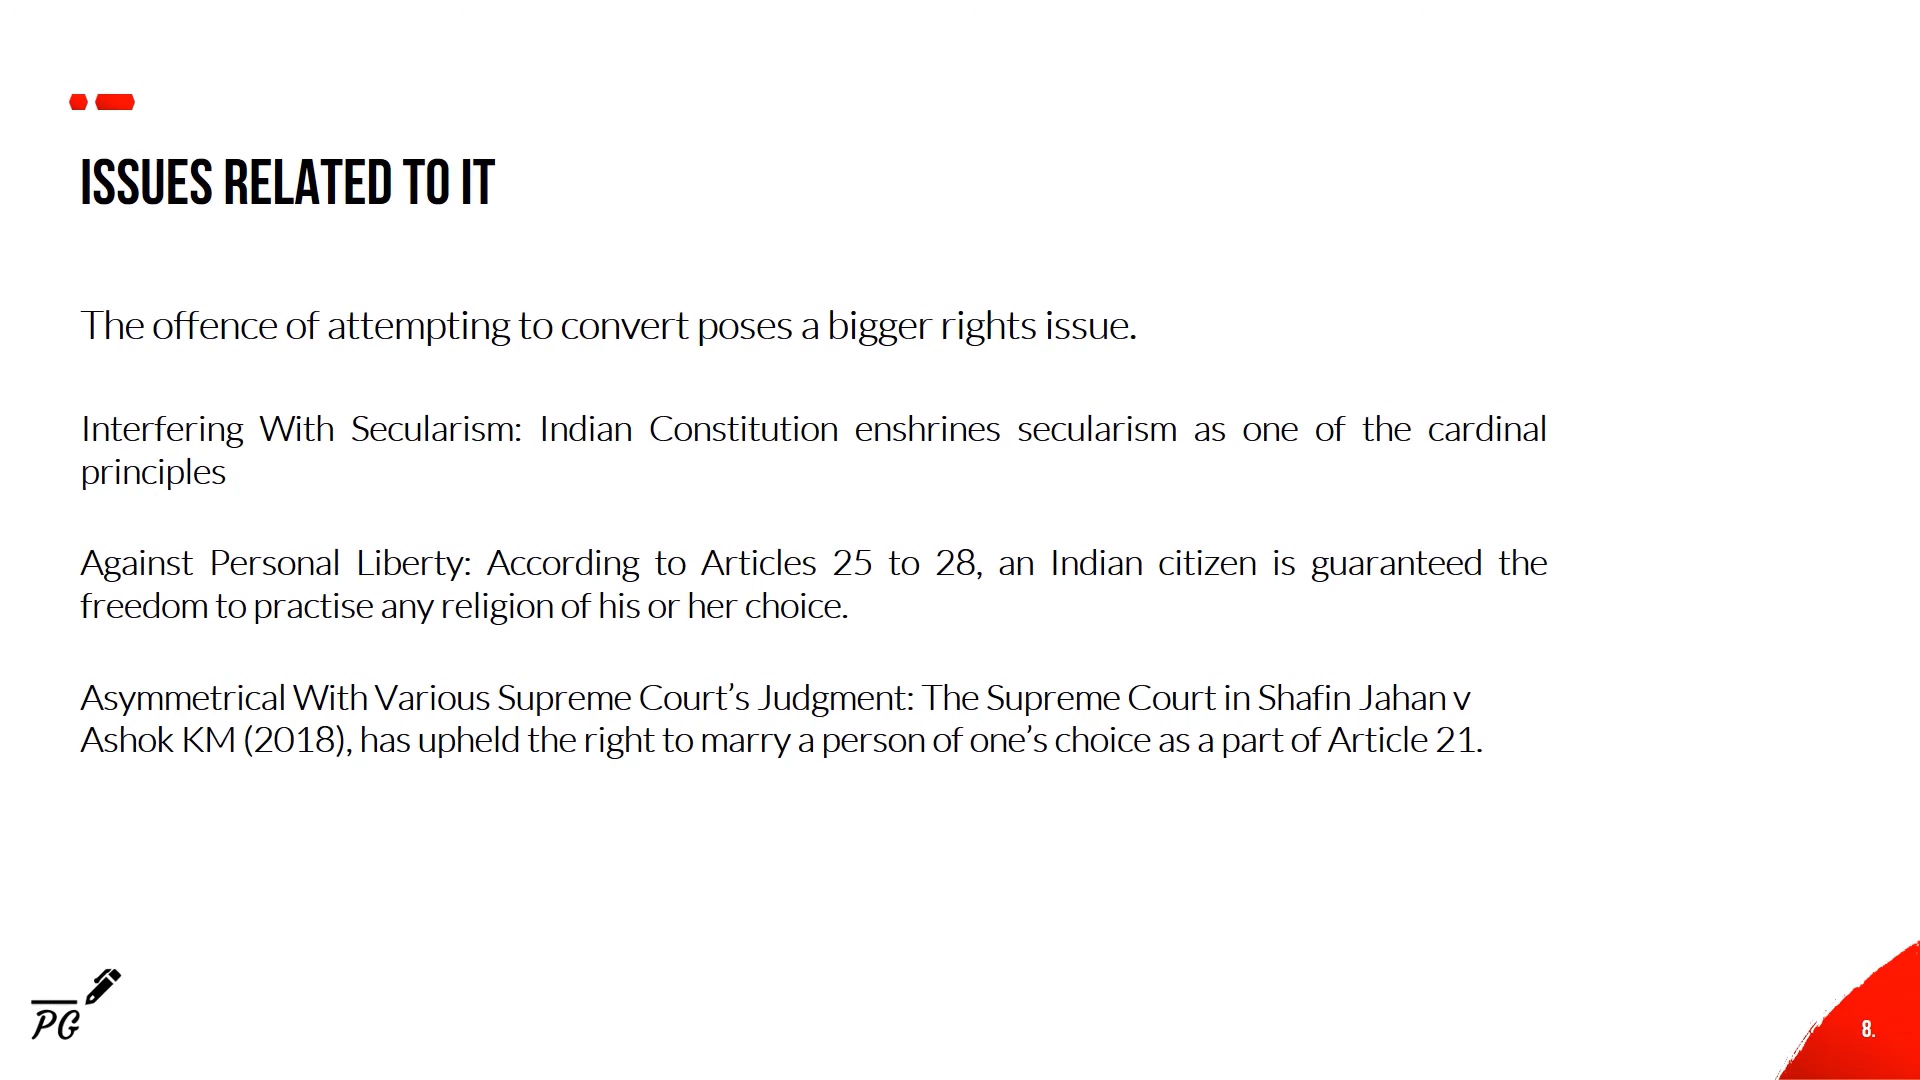 ISSUES RELATED TO IT
The offence of attempting to convert poses a bigger rights issue.
Interfering With Secularism: Indian Constitution enshrines secularism as one of the cardinal
principles
Against Personal Liberty: According to Articles 25 to 28, an Indian citizen is guaranteed the
freedom to practise any religion of his or her choice.
Asymmetrical With Various Supreme Court’s Judgment: The Supreme Court in Shafin Jahan v
Ashok KM (2018), has upheld the right to marry a person of one’s choice as a part of Article 21.
PG
8.